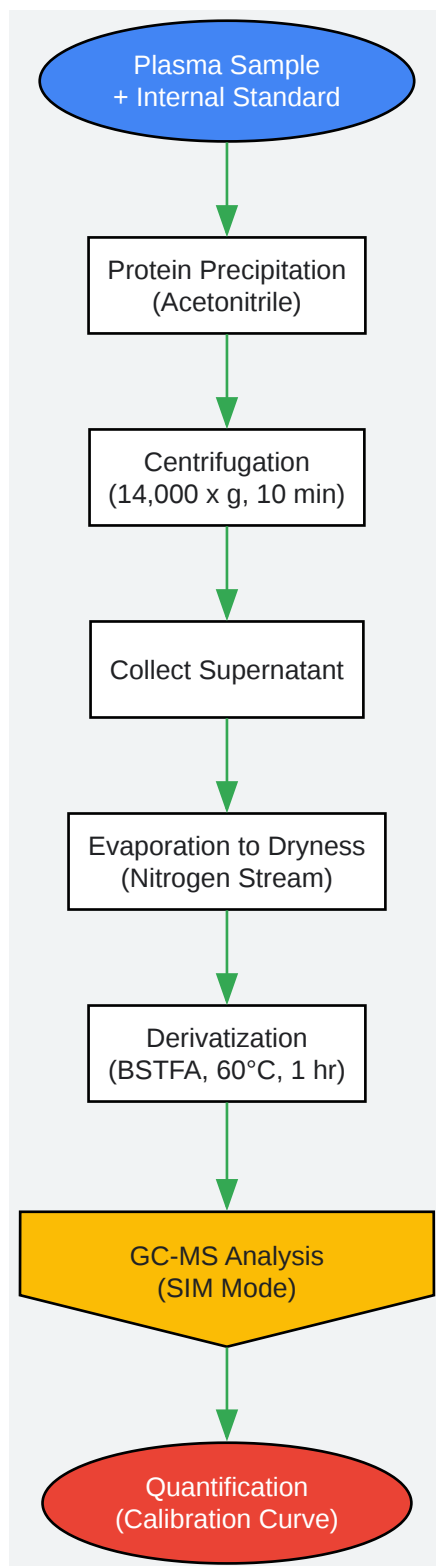 Plasma Sample
+ Internal Standard
Protein Precipitation
(Acetonitrile)
Centrifugation
(14,000 x g, 10 min)
Collect Supernatant
Evaporation to Dryness
(Nitrogen Stream)
Derivatization
(BSTFA, 60°C, 1 hr)
GC-MS Analysis
(SIM Mode)
Quantification
(Calibration Curve)